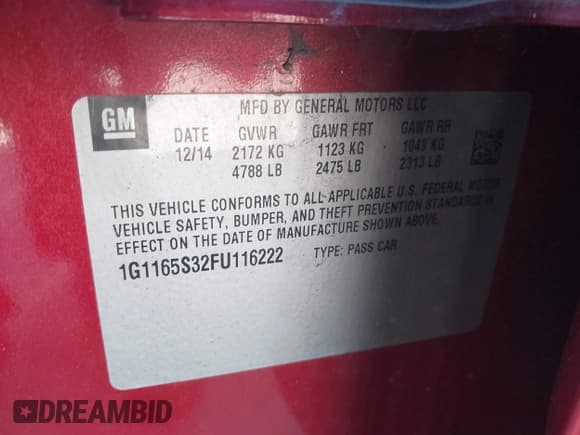 GM
MFD BY GENERAL MOTORS LLC
DATE GVWR GAWR FRT GAWR RR
12/14 2172 KG 1123 KG 1049 KG
4788 LB 2475 LB 2313 LB
THIS VEHICLE CONFORMS TO ALL APPLICABLE U.S. FEDERAL MOTOR
VEHICLE SAFETY, BUMPER, AND THEFT PREVENTION STANDARDS IN
EFFECT ON THE DATE OF MANUFACTURE SHOWN ABOVE.
1G1165S32FU116222 TYPE: PASS CAR
DREAMBID